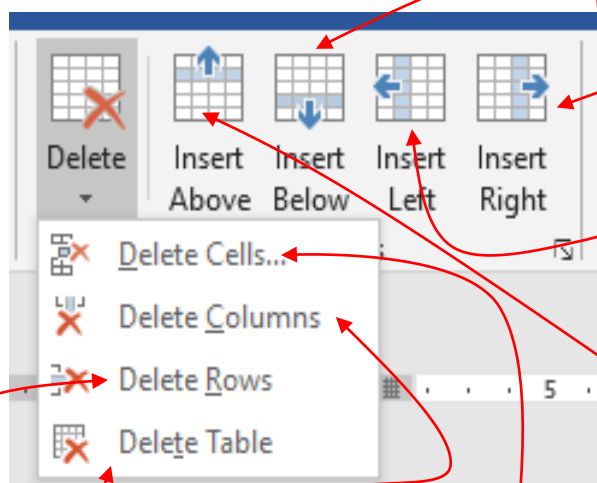 Delete
Insert Above
Insert Below
Insert Left
Insert Right
Delete Cells...
Delete Columns
Delete Rows
Delete Table
5